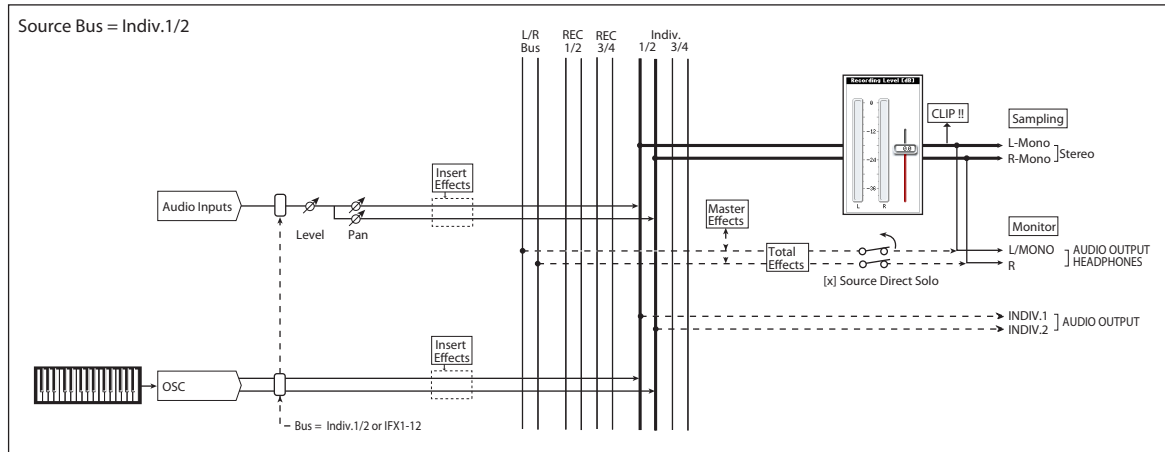 Source Bus = Indiv.1/2
L/R Bus
REC 1/2
REC 3/4
Indiv.
1/2 3/4
Recording Level [dB]
0
-12
-24
-36
0.0
L R
CLIP !!
Sampling
L-Mono
R-Mono
Stereo
Insert Effects
Audio Inputs
Level
Pan
Master Effects
Total Effects
[x] Source Direct Solo
Monitor
L/MONO
R
AUDIO OUTPUT
HEADPHONES
INDIV.1
INDIV.2
AUDIO OUTPUT
Insert Effects
OSC
Bus = Indiv.1/2 or IFX1-12